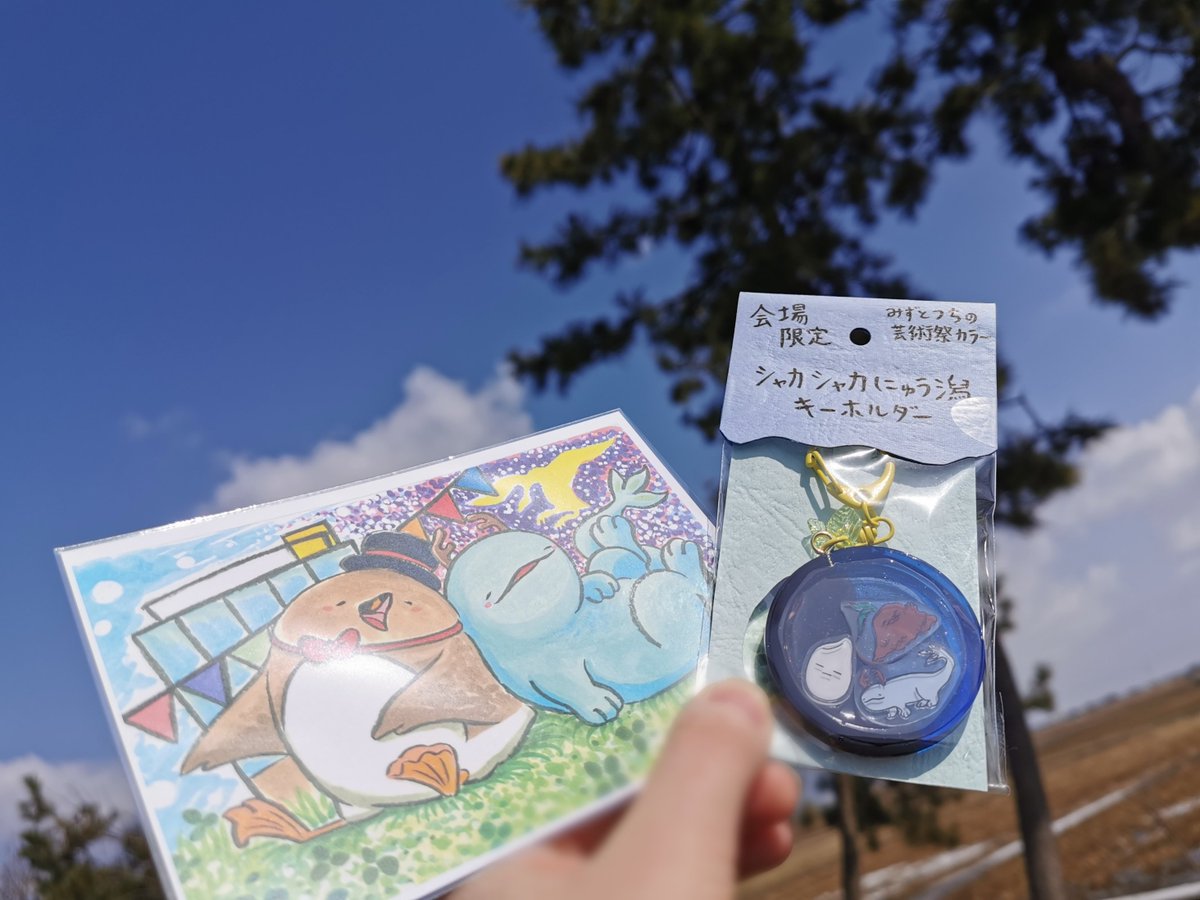 会場
限定
みずとつちの
芸術祭カラー
シャカシャカにゅう潟
キーホルダー